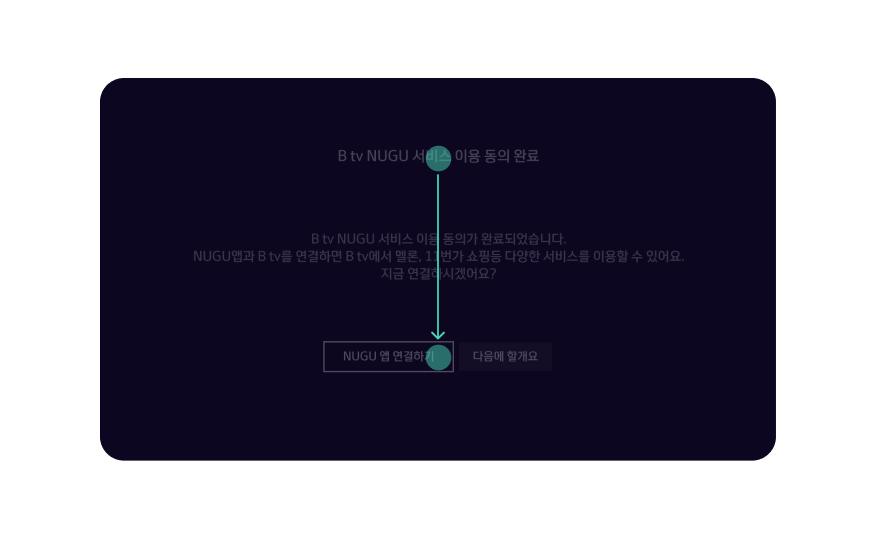 B tv NUGU 서비스 이용 동의 완료
B tv NUGU 서비스 이용 동의가 완료되었습니다.
NUGU앱과 B tv를 연결하면 B tv에서 멜론, 11번가 쇼핑등 다양한 서비스를 이용할 수 있어요.
지금 연결하시겠어요?
NUGU 앱 연결하기
다음에 할개요